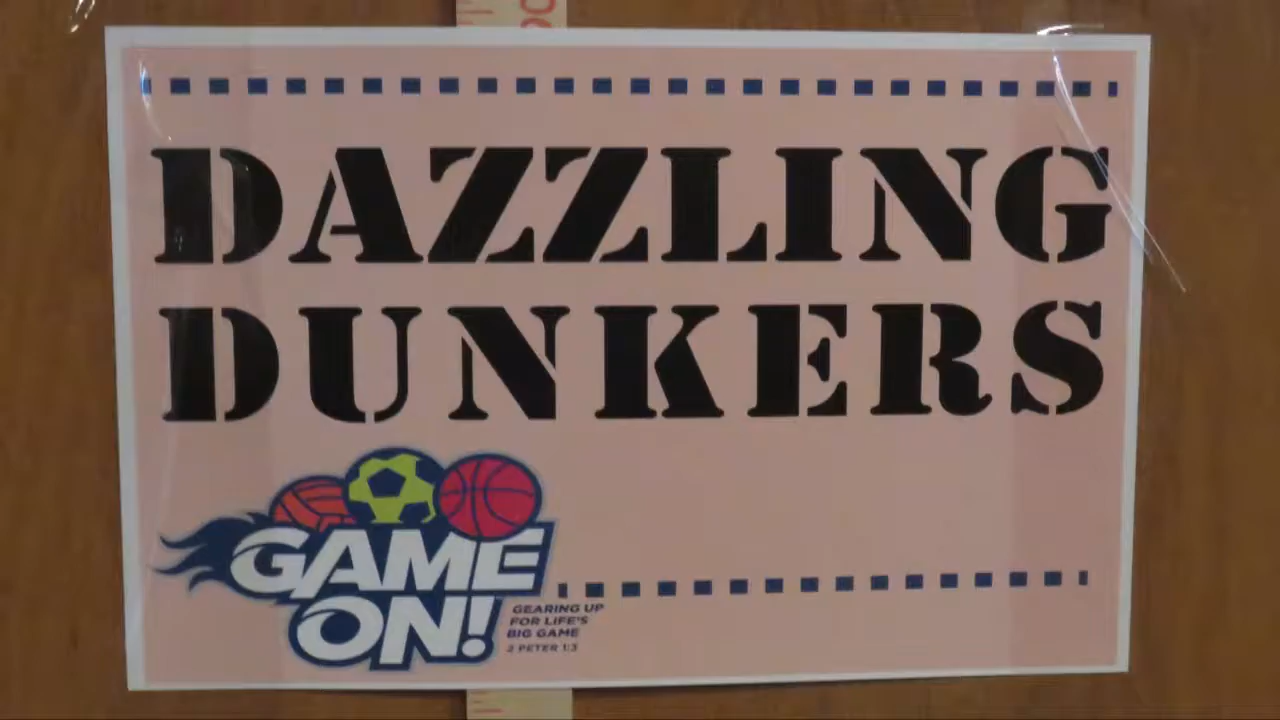 DAZZLING
DUNKERS
GAME
ON!
GEARING UP
FOR LIFE'S
BIG GAME
2 PETER 1:3